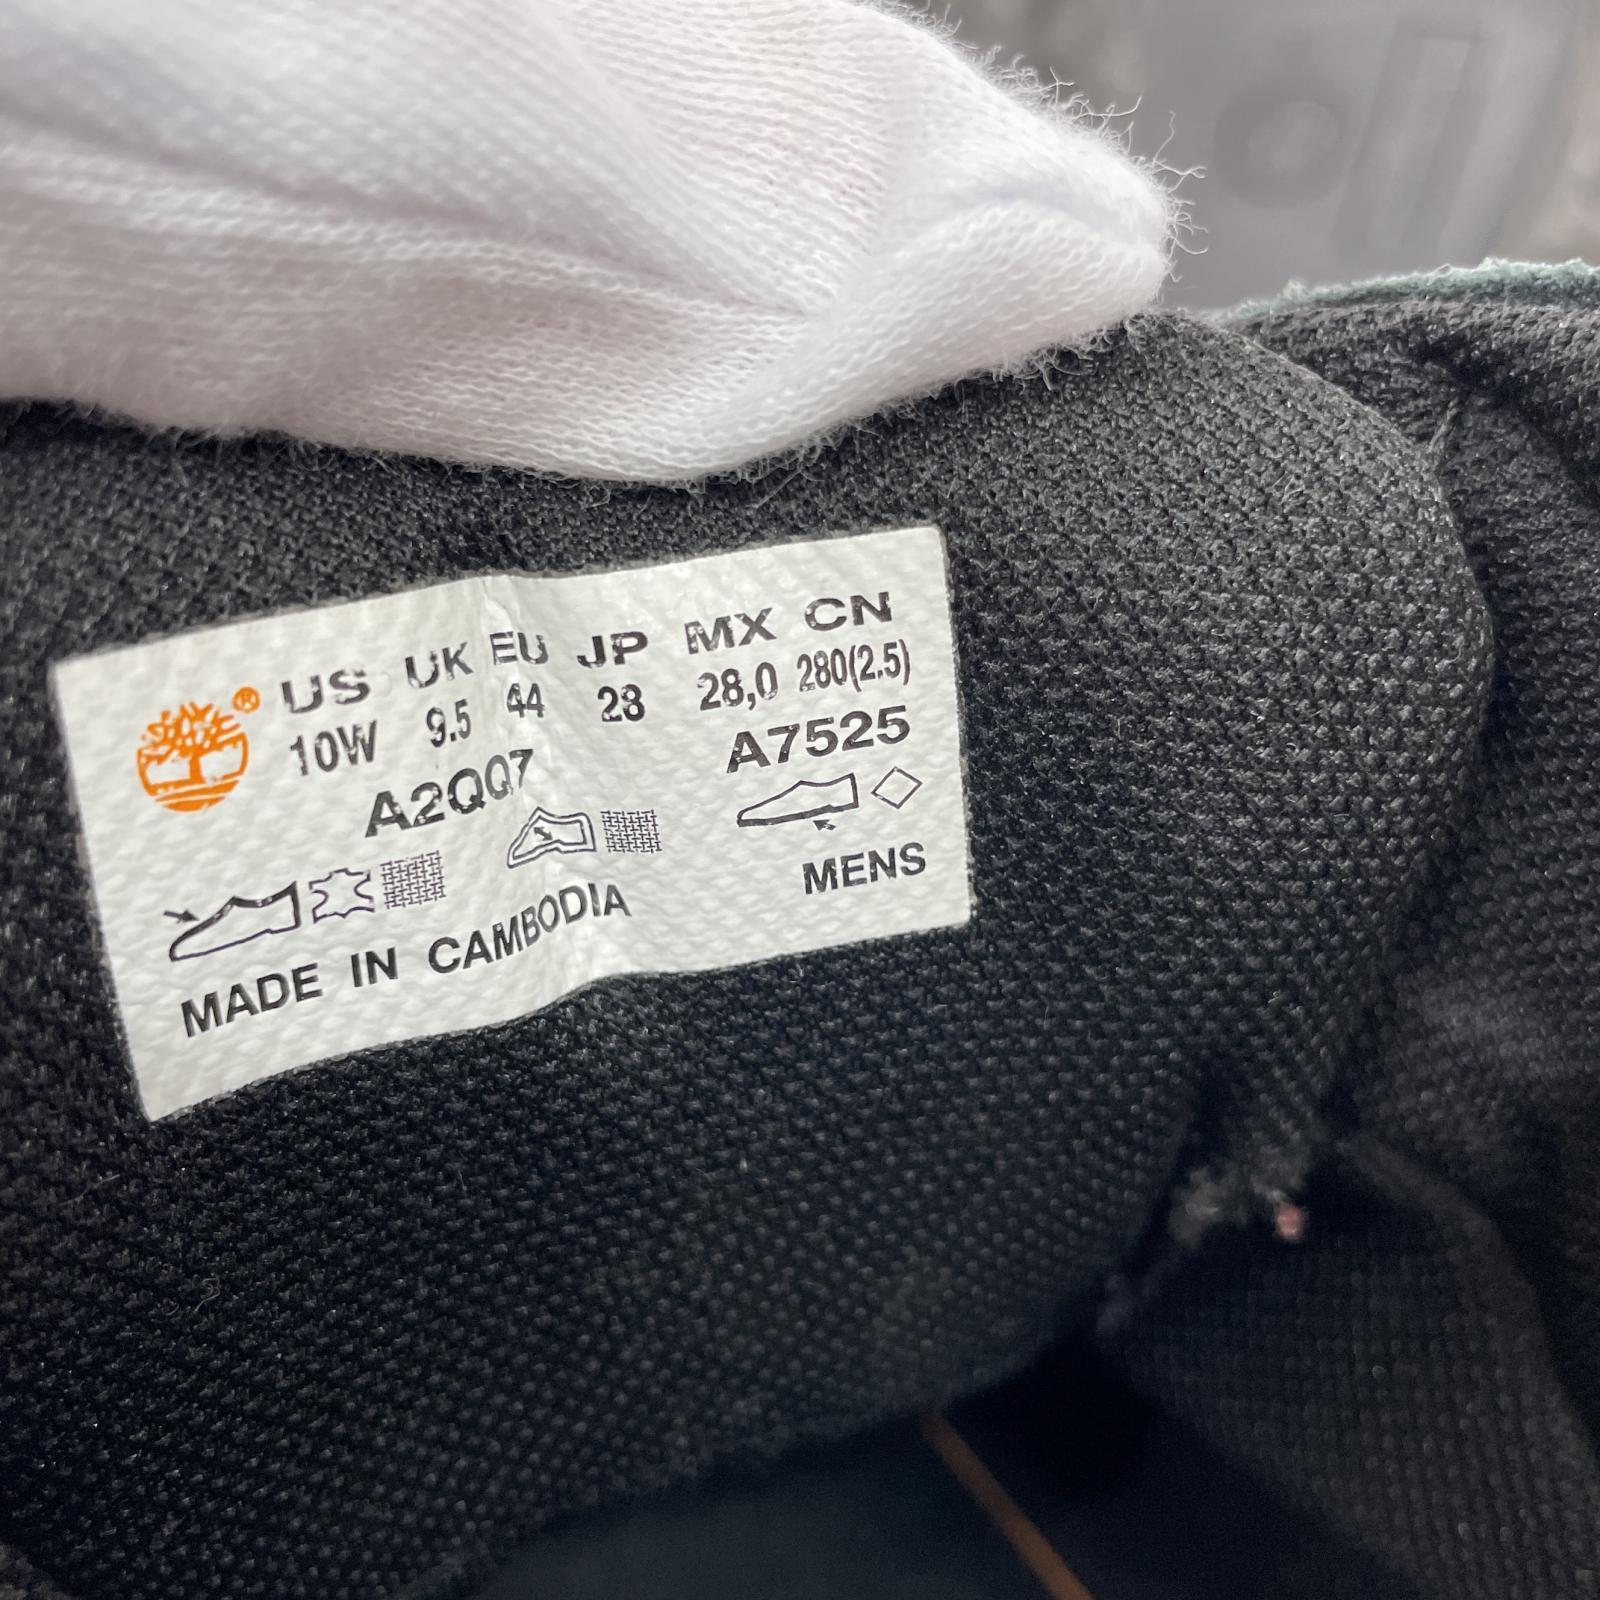 US UK EU JP MX CN
10W 9.5 44 28 28,0 280(2.5)
A2QQ7 A7525
MENS
MADE IN CAMBODIA
®